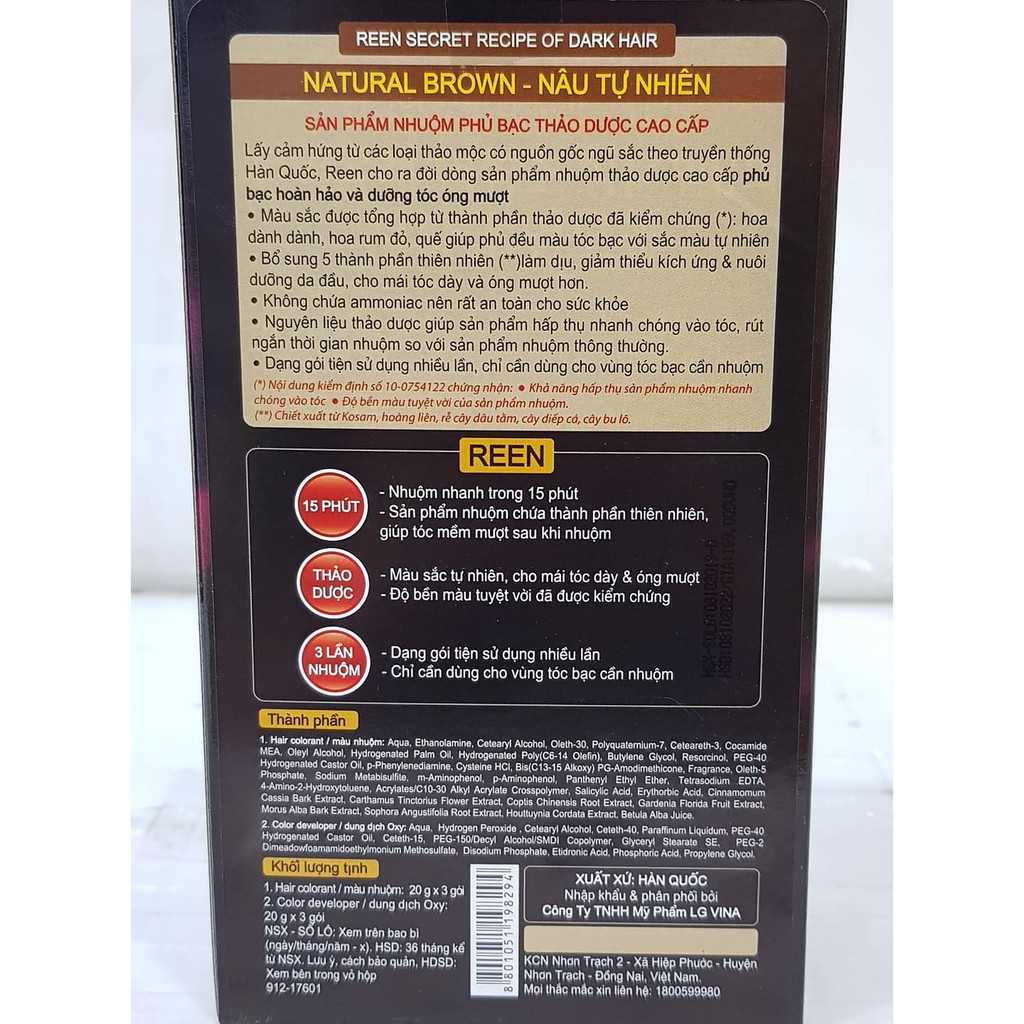 REEN SECRET RECIPE OF DARK HAIR
NATURAL BROWN - NÂU TỰ NHIÊN
SẢN PHẨM NHUỘM PHỦ BẠC THẢO DƯỢC CAO CẤP
Lấy cảm hứng từ các loại thảo mộc có nguồn gốc ngũ sắc theo truyền thống
Hàn Quốc, Reen cho ra đời dòng sản phẩm nhuộm thảo dược cao cấp phủ
bạc hoàn hảo và dưỡng tóc óng mượt
• Màu sắc được tổng hợp từ thành phần thảo dược đã kiểm chứng (*): hoa
dành dành, hoa rum đỏ, quế giúp phủ đều màu tóc bạc với sắc màu tự nhiên
• Bổ sung 5 thành phần thiên nhiên (**)làm dịu, giảm thiểu kích ứng & nuôi
dưỡng da đầu, cho mái tóc dày và óng mượt hơn.
• Không chứa ammoniac nên rất an toàn cho sức khỏe
• Nguyên liệu thảo dược giúp sản phẩm hấp thụ nhanh chóng vào tóc, rút
ngắn thời gian nhuộm so với sản phẩm nhuộm thông thường.
• Dạng gói tiện sử dụng nhiều lần, chỉ cần dùng cho vùng tóc bạc cần nhuộm
(*) Nội dung kiểm định số 10-0754122 chứng nhận: • Khả năng hấp thụ sản phẩm nhuộm nhanh
chóng vào tóc • Độ bền màu tuyệt vời của sản phẩm nhuộm.
(**) Chiết xuất từ Kosam, hoàng liên, rễ cây dâu tằm, cây diếp cá, cây bu lô.
REEN
15 PHÚT
- Nhuộm nhanh trong 15 phút
- Sản phẩm nhuộm chứa thành phần thiên nhiên,
giúp tóc mềm mượt sau khi nhuộm
THẢO
DƯỢC
- Màu sắc tự nhiên, cho mái tóc dày & óng mượt
- Độ bền màu tuyệt vời đã được kiểm chứng
3 LẦN
NHUỘM
- Dạng gói tiện sử dụng nhiều lần
- Chỉ cần dùng cho vùng tóc bạc cần nhuộm
Thành phần
1. Hair colorant / màu nhuộm: Aqua, Ethanolamine, Cetearyl Alcohol, Oleth-30, Polyquaternium-7, Ceteareth-3, Cocamide
MEA, Oleyl Alcohol, Hydrogenated Palm Oil, Hydrogenated Poly(C6-14 Olefin), Butylene Glycol, Resorcinol, PEG-40
Hydrogenated Castor Oil, p-Phenylenediamine, Cysteine HCl, Bis(C13-15 Alkoxy) PG-Amodimethicone, Fragrance, Oleth-5
Phosphate, Sodium Metabisulfite, m-Aminophenol, p-Aminophenol, Panthenyl Ethyl Ether, Tetrasodium EDTA,
4-Amino-2-Hydroxytoluene, Acrylates/C10-30 Alkyl Acrylate Crosspolymer, Salicylic Acid, Erythorbic Acid, Cinnamomum
Cassia Bark Extract, Carthamus Tinctorius Flower Extract, Coptis Chinensis Root Extract, Gardenia Florida Fruit Extract,
Morus Alba Bark Extract, Sophora Angustifolia Root Extract, Houttuynia Cordata Extract, Betula Alba Juice.
2. Color developer / dung dịch Oxy: Aqua, Hydrogen Peroxide , Cetearyl Alcohol, Ceteth-40, Paraffinum Liquidum, PEG-40
Hydrogenated Castor Oil, Ceteth-15, PEG-150/Decyl Alcohol/SMDI Copolymer, Glyceryl Stearate SE, PEG-2
Dimeadowfoamamidoethylmonium Methosulfate, Disodium Phosphate, Etidronic Acid, Phosphoric Acid, Propylene Glycol.
Khối lượng tịnh
1. Hair colorant / màu nhuộm: 20 g x 3 gói
2. Color developer / dung dịch Oxy:
20 g x 3 gói
NSX - SỐ LÔ: Xem trên bao bì
(ngày/tháng/năm - x). HSD: 36 tháng kể
từ NSX. Lưu ý, cách bảo quản, HDSD:
Xem bên trong vỏ hộp
912-17601
8 801051 198294
XUẤT XỨ: HÀN QUỐC
Nhập khẩu & phân phối bởi
Công Ty TNHH Mỹ Phẩm LG VINA
KCN Nhơn Trạch 2 - Xã Hiệp Phước - Huyện
Nhơn Trạch - Đồng Nai, Việt Nam.
Mọi thắc mắc xin liên hệ: 1800599980